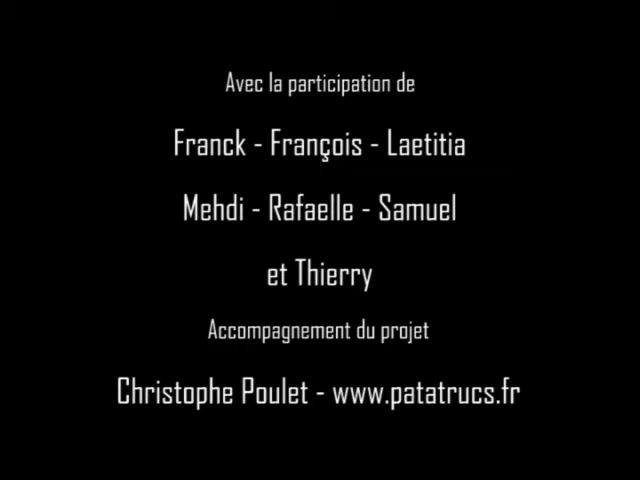 Avec la participation de
Franck - François - Laetitia
Mehdi - Rafaelle - Samuel
et Thierry
Accompagnement du projet
Christophe Poulet - www.patatrucs.fr